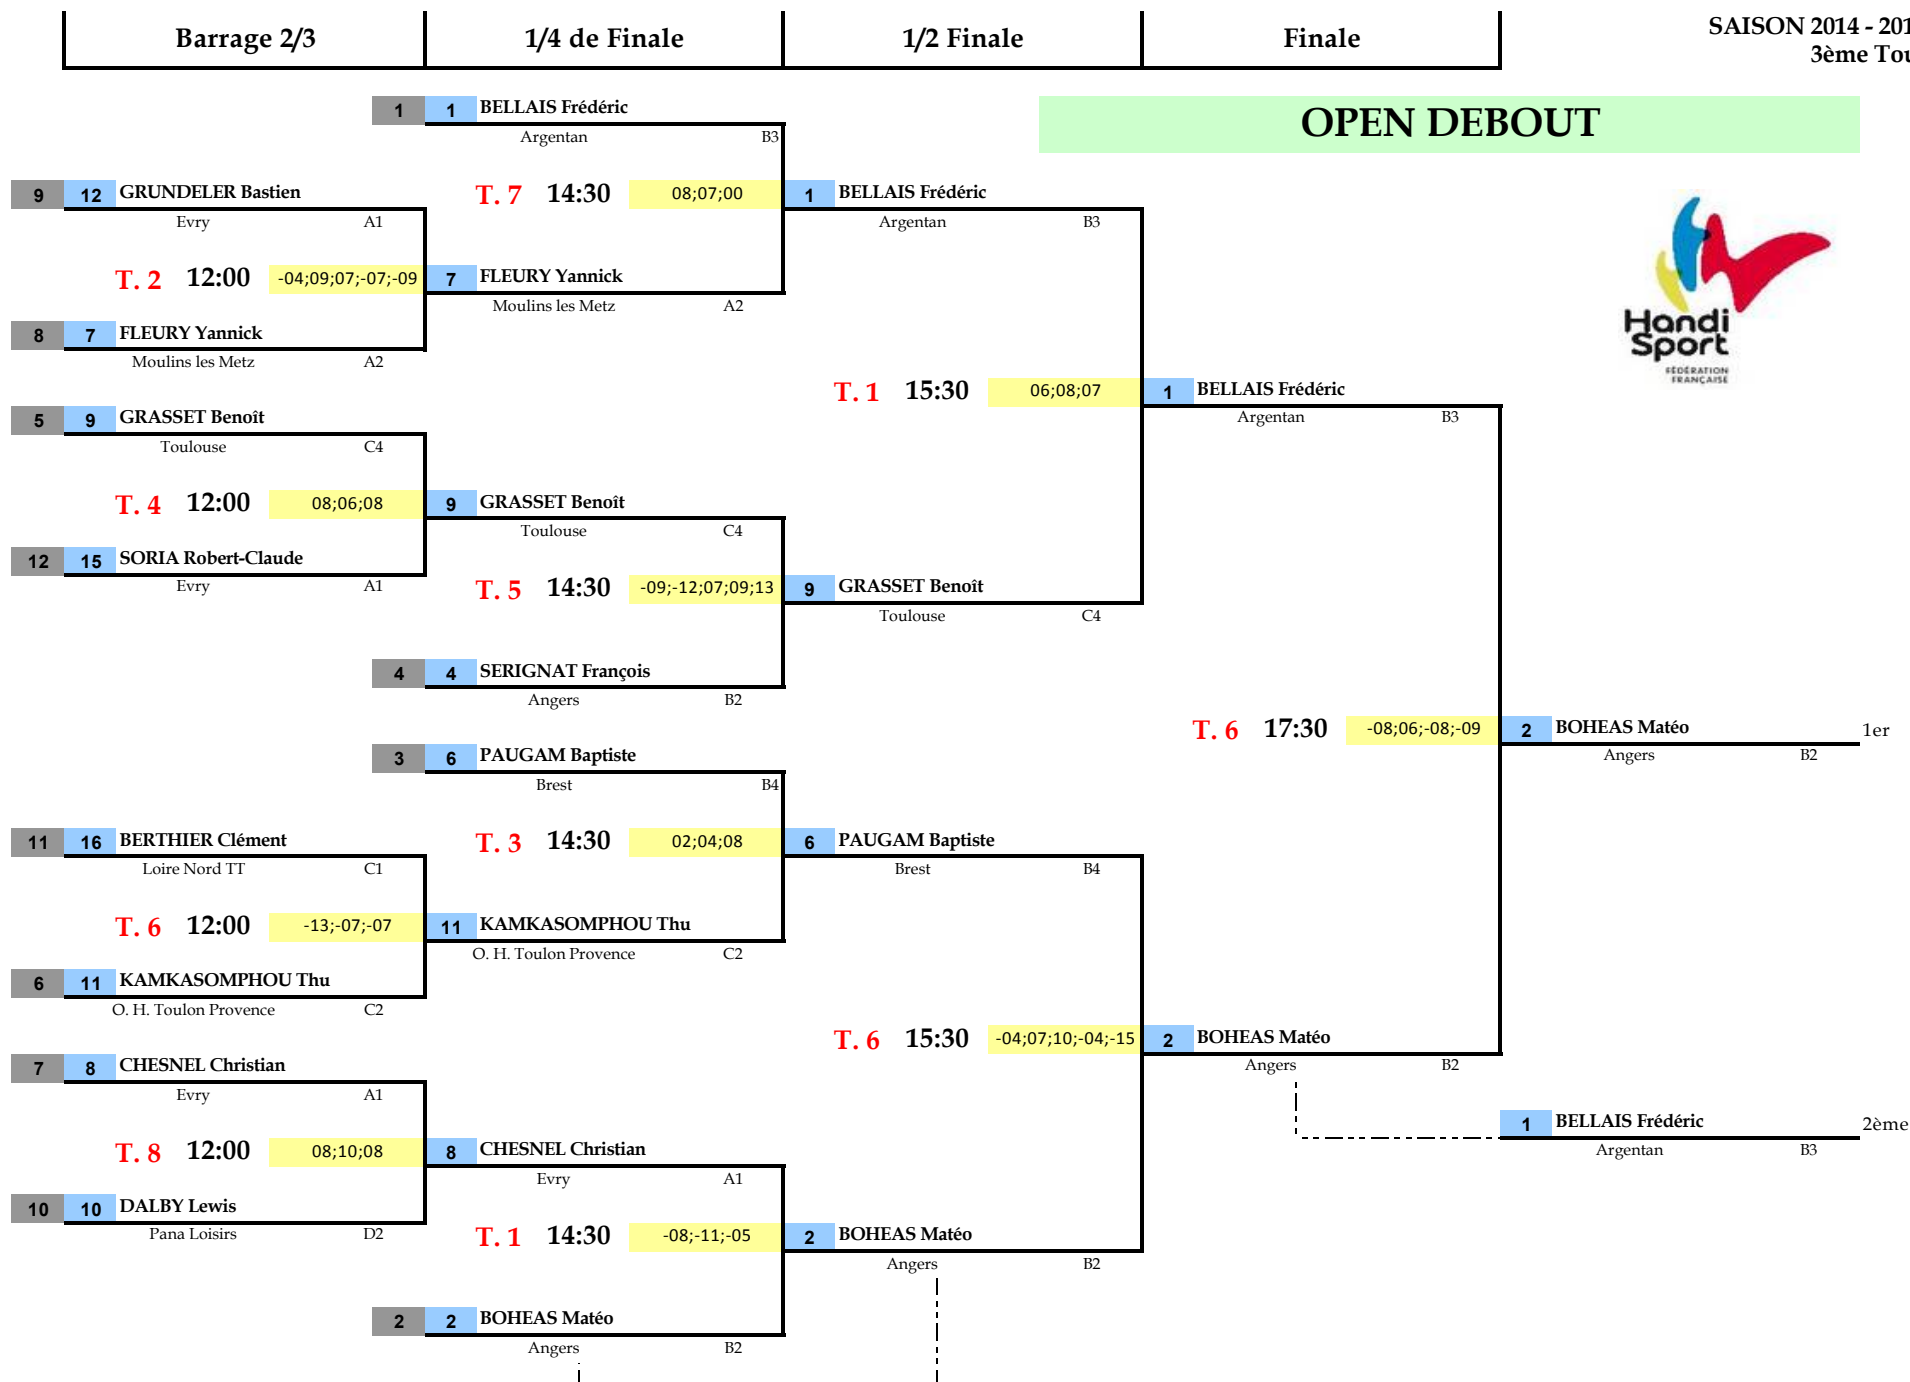 Barrage 2/3 1/4 de Finale 1/2 Finale Finale
SAISON 2014 - 201
3ème Tou
OPEN DEBOUT
1 1 BELLAIS Frédéric
Argentan B3
9 12 GRUNDELER Bastien T. 7 14:30 08;07;00 1 BELLAIS Frédéric
Evry A1 Argentan B3
T. 2 12:00 -04;09;07;-07;-09 7 FLEURY Yannick
Moulins les Metz A2
8 7 FLEURY Yannick
Moulins les Metz A2
Handi
Sport
FÉDÉRATION
FRANÇAISE
T. 1 15:30 06;08;07 1 BELLAIS Frédéric
Argentan B3
5 9 GRASSET Benoît
Toulouse C4
T. 4 12:00 08;06;08 9 GRASSET Benoît
Toulouse C4
12 15 SORIA Robert-Claude
Evry A1
T. 5 14:30 -09;-12;07;09;13 9 GRASSET Benoît
Toulouse C4
4 4 SERIGNAT François
Angers B2
T. 6 17:30 -08;06;-08;-09 2 BOHEAS Matéo 1er
Angers B2
3 6 PAUGAM Baptiste
Brest B4
11 16 BERTHIER Clément T. 3 14:30 02;04;08 6 PAUGAM Baptiste
Loire Nord TT C1 Brest B4
T. 6 12:00 -13;-07;-07 11 KAMKASOMPHOU Thu
O. H. Toulon Provence C2
6 11 KAMKASOMPHOU Thu
O. H. Toulon Provence C2
T. 6 15:30 -04;07;10;-04;-15 2 BOHEAS Matéo
Angers B2
7 8 CHESNEL Christian
Evry A1
1 BELLAIS Frédéric 2ème
Argentan B3
T. 8 12:00 08;10;08 8 CHESNEL Christian
Evry A1
10 10 DALBY Lewis
Pana Loisirs D2
T. 1 14:30 -08;-11;-05 2 BOHEAS Matéo
Angers B2
2 2 BOHEAS Matéo
Angers B2